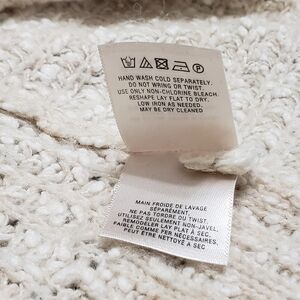 P
HAND WASH COLD SEPARATELY.
DO NOT WRING OR TWIST.
USE ONLY NON-CHLORINE BLEACH.
RESHAPE LAY FLAT TO DRY.
LOW IRON AS NEEDED.
MAY BE DRY CLEANED
MAIN FROIDE DE LAVAGE
SÉPARÉMENT.
NE PAS TORDRE OU TWIST.
UTILISEZ SEULEMENT NON-JAVEL.
REMODELER LAY PLAT À SEC.
FAIBLE COMME FER NÉCESSAIRES.
PEUT ÊTRE NETTOYÉ A SEC